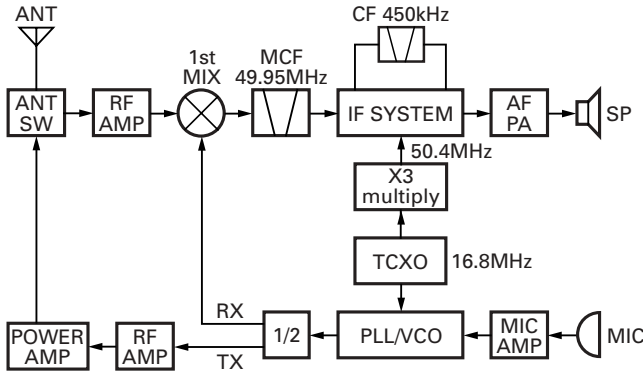 ANT
ANT
SW
RF
AMP
1st
MIX
MCF
49.95MHz
CF 450kHz
IF SYSTEM
AF
PA
SP
50.4MHz
X3
multiply
TCXO
16.8MHz
RX
TX
1/2
PLL/VCO
MIC
AMP
MIC
POWER
AMP
RF
AMP